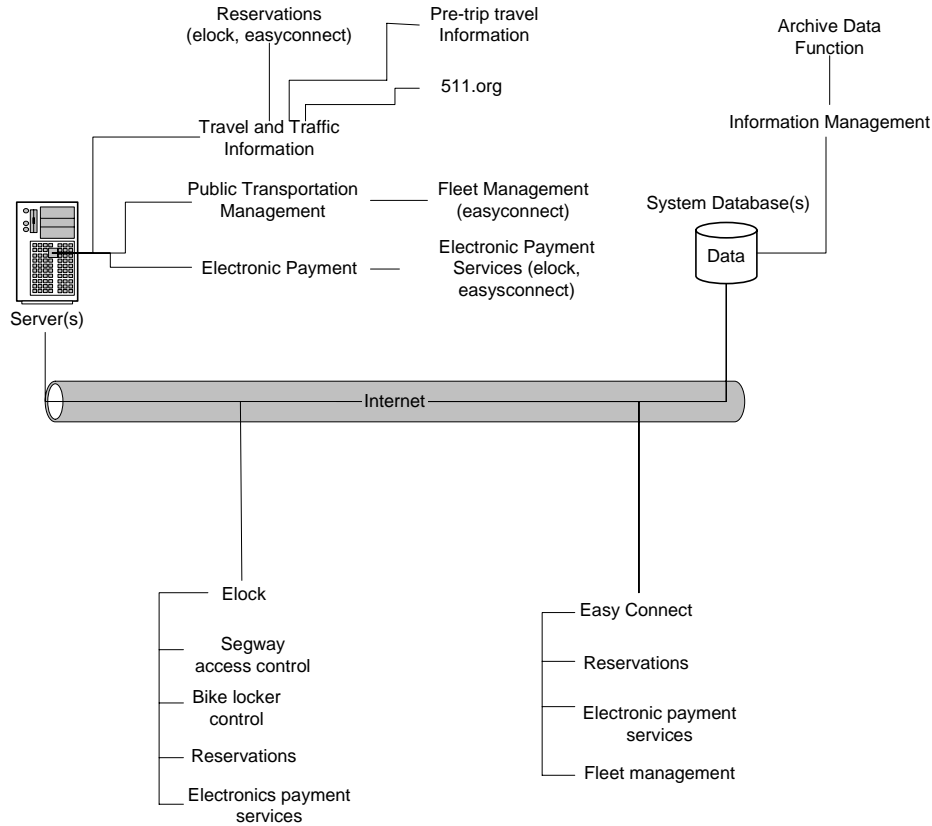 Reservations
(elock, easyconnect)
Pre-trip travel
Information
Archive Data
Function
511.org
Travel and Traffic
Information
Information Management
Public Transportation
Management
Fleet Management
(easyconnect)
System Database(s)
Electronic Payment
Electronic Payment
Services (elock,
easysconnect)
Data
Server(s)
Internet
Elock
Segway
access control
Bike locker
control
Reservations
Electronics payment
services
Easy Connect
Reservations
Electronic payment
services
Fleet management